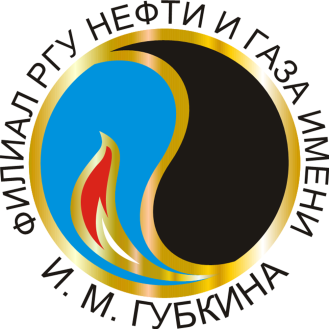 ФИЛИАЛ РГУ НЕФТИ И ГАЗА ИМЕНИ
И. М. ГУБКИНА